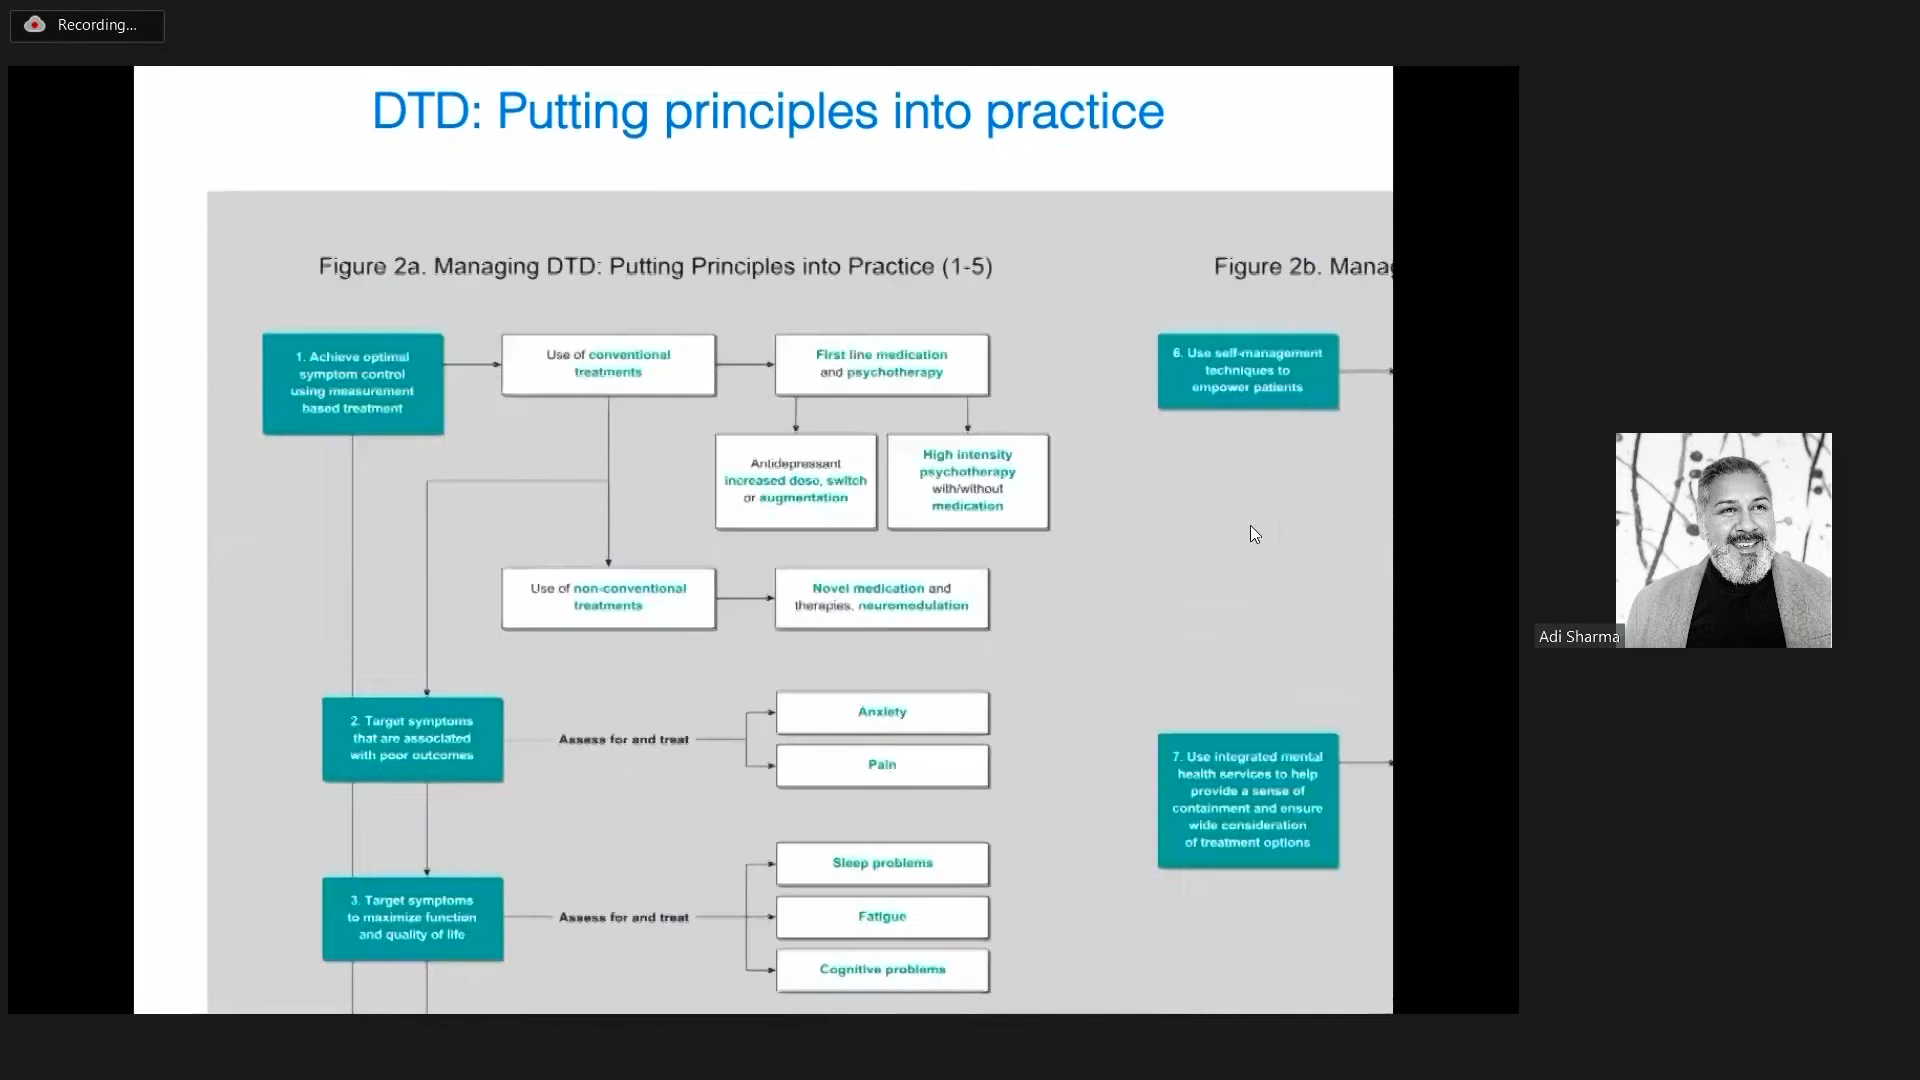 Recording...
DTD: Putting principles into practice
Figure 2a. Managing DTD: Putting Principles into Practice (1-5)
1. Achieve optimal
symptom control
using measurement
based treatment
Use of conventional
treatments
First line medication
and psychotherapy
Antidepressant
increased dose, switch
or augmentation
High intensity
psychotherapy
with/without
medication
Use of non-conventional
treatments
Novel medication and
therapies, neuromodulation
2. Target symptoms
that are associated
with poor outcomes
Assess for and treat
Anxiety
Pain
3. Target symptoms
to maximize function
and quality of life
Assess for and treat
Sleep problems
Fatigue
Cognitive problems
Figure 2b. Manag
6. Use self-management
techniques to
empower patients
7. Use integrated mental
health services to help
provide a sense of
containment and ensure
wide consideration
of treatment options
Adi Sharma